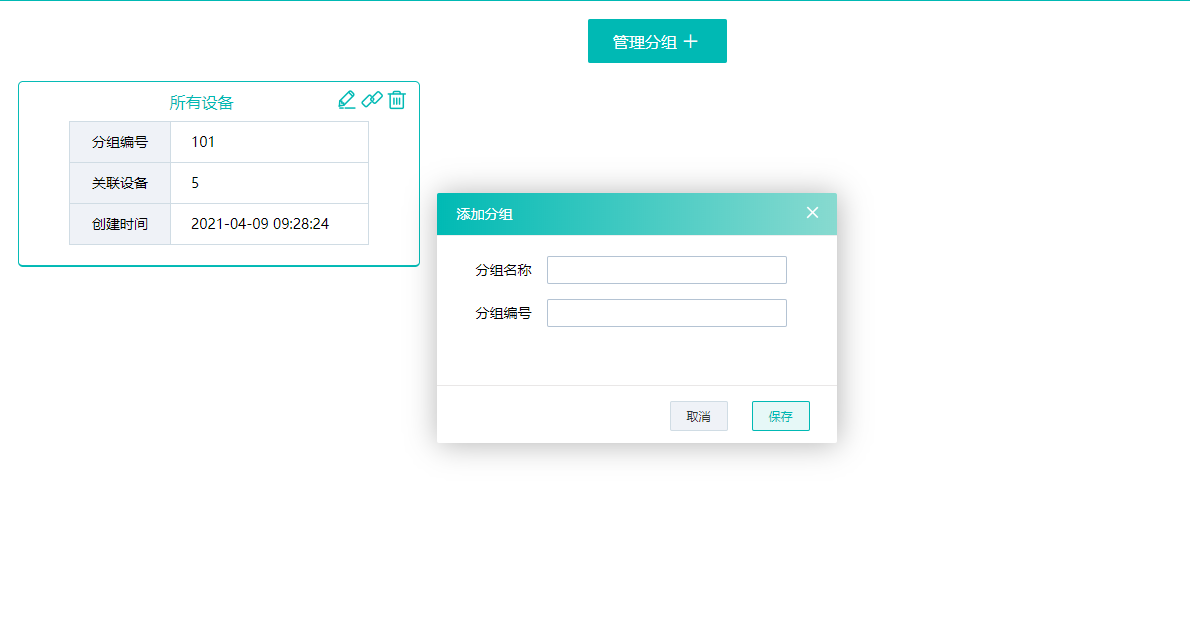 管理分组
所有设备
分组编号 101
关联设备 5
创建时间 2021-04-09 09:28:24
添加分组
分组名称
分组编号
取消 保存